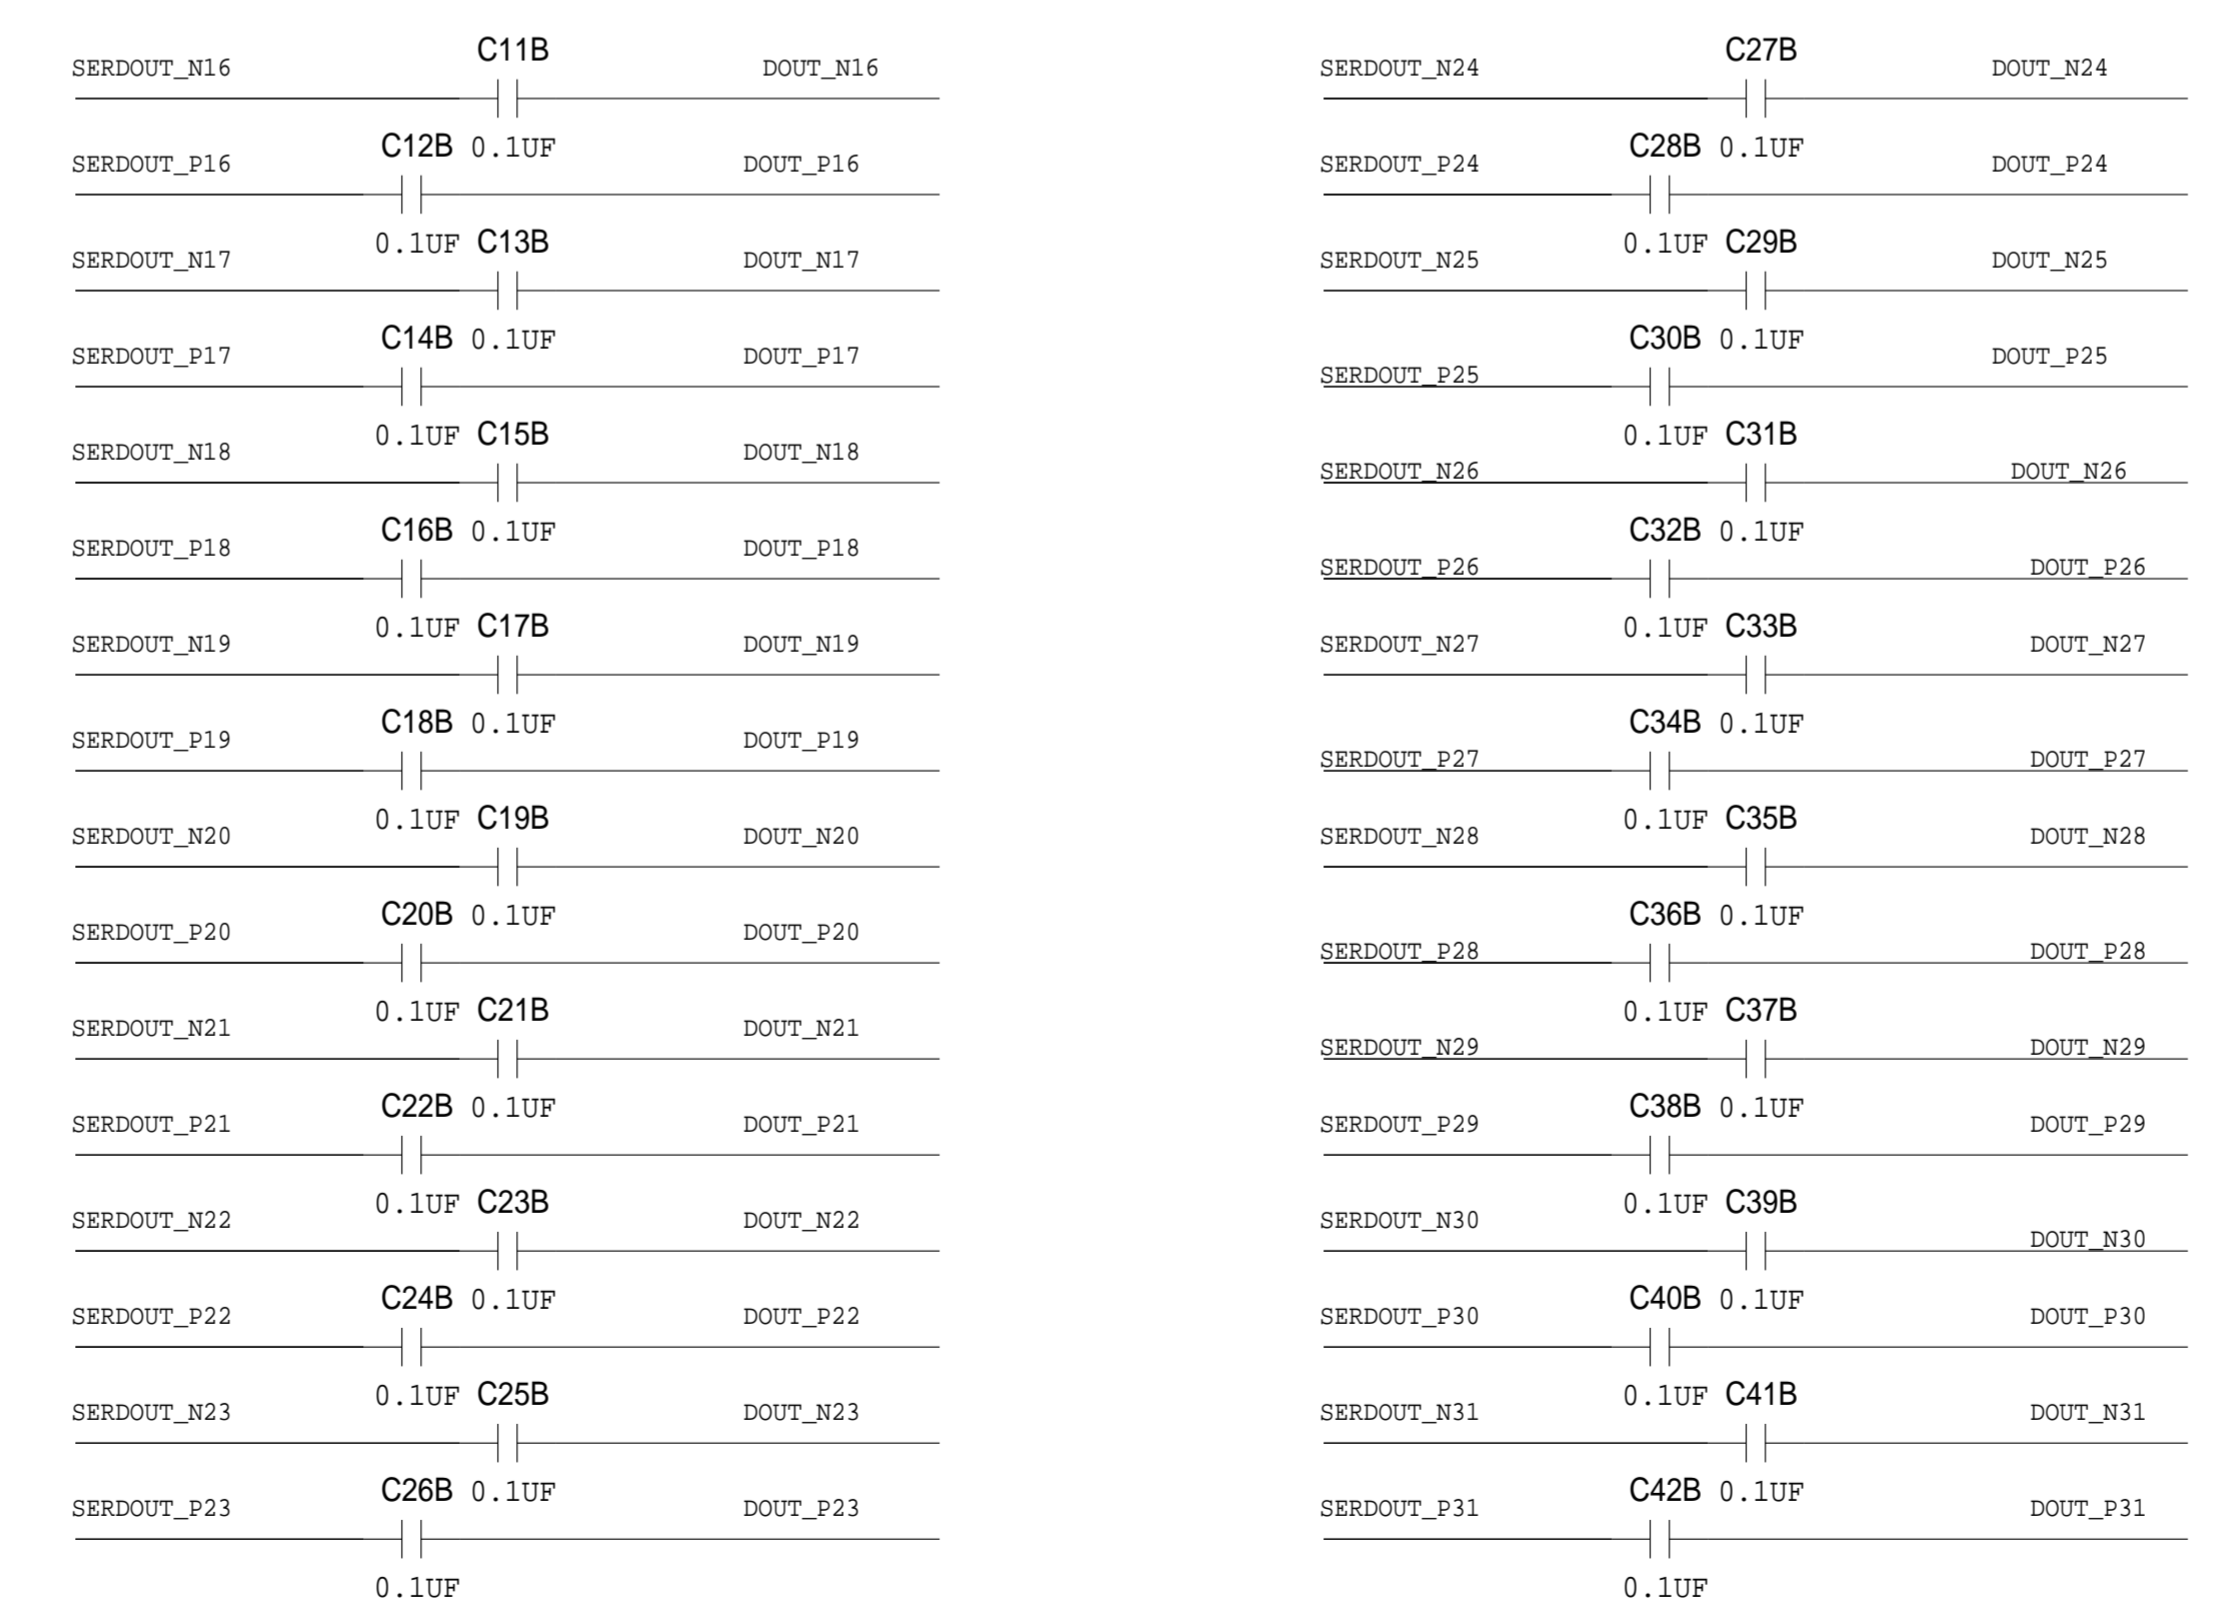 SERDOUT_N16 C11B DOUT_N16
SERDOUT_P16 C12B 0.1UF DOUT_P16
SERDOUT_N17 0.1UF C13B DOUT_N17
SERDOUT_P17 C14B 0.1UF DOUT_P17
SERDOUT_N18 0.1UF C15B DOUT_N18
SERDOUT_P18 C16B 0.1UF DOUT_P18
SERDOUT_N19 0.1UF C17B DOUT_N19
SERDOUT_P19 C18B 0.1UF DOUT_P19
SERDOUT_N20 0.1UF C19B DOUT_N20
SERDOUT_P20 C20B 0.1UF DOUT_P20
SERDOUT_N21 0.1UF C21B DOUT_N21
SERDOUT_P21 C22B 0.1UF DOUT_P21
SERDOUT_N22 0.1UF C23B DOUT_N22
SERDOUT_P22 C24B 0.1UF DOUT_P22
SERDOUT_N23 0.1UF C25B DOUT_N23
SERDOUT_P23 C26B 0.1UF DOUT_P23
0.1UF
SERDOUT_N24 C27B DOUT_N24
SERDOUT_P24 C28B 0.1UF DOUT_P24
SERDOUT_N25 0.1UF C29B DOUT_N25
SERDOUT_P25 C30B 0.1UF DOUT_P25
SERDOUT_N26 0.1UF C31B DOUT_N26
SERDOUT_P26 C32B 0.1UF DOUT_P26
SERDOUT_N27 0.1UF C33B DOUT_N27
SERDOUT_P27 C34B 0.1UF DOUT_P27
SERDOUT_N28 0.1UF C35B DOUT_N28
SERDOUT_P28 C36B 0.1UF DOUT_P28
SERDOUT_N29 0.1UF C37B DOUT_N29
SERDOUT_P29 C38B 0.1UF DOUT_P29
SERDOUT_N30 0.1UF C39B DOUT_N30
SERDOUT_P30 C40B 0.1UF DOUT_P30
SERDOUT_N31 0.1UF C41B DOUT_N31
SERDOUT_P31 C42B 0.1UF DOUT_P31
0.1UF